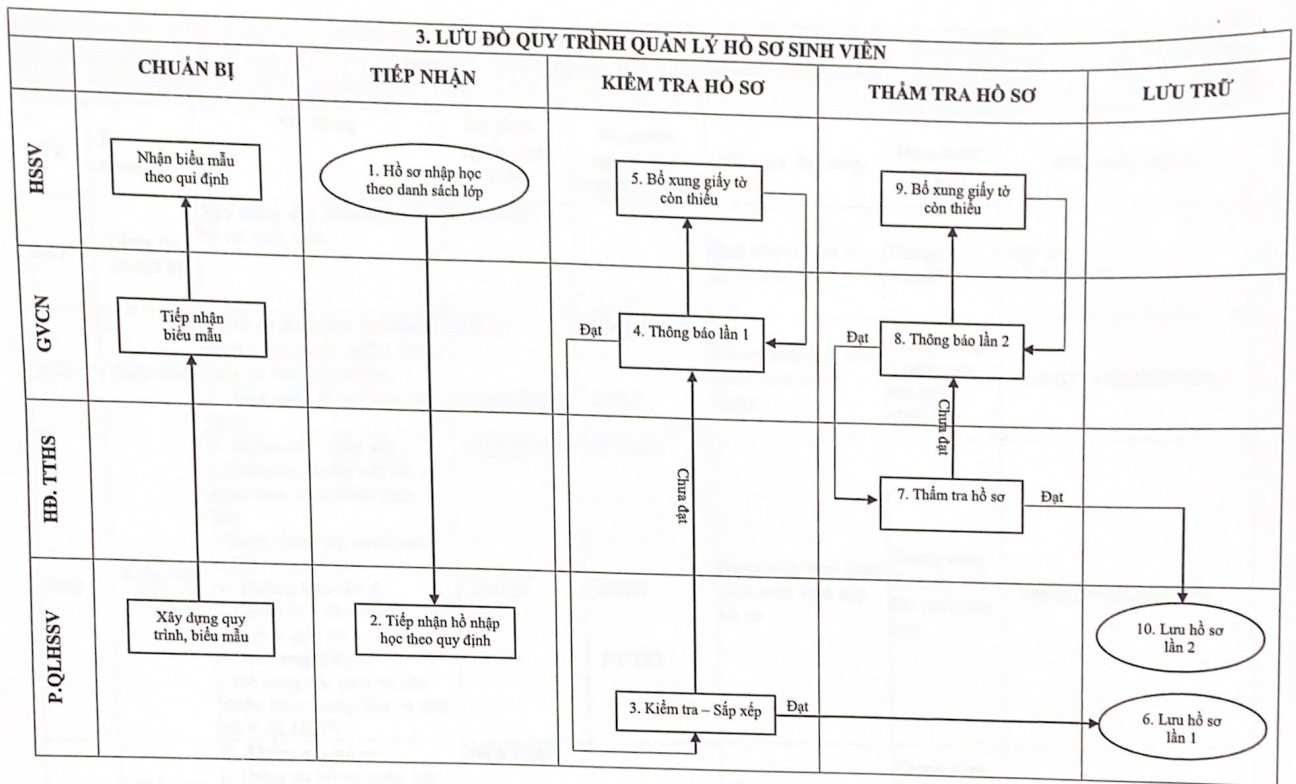 3. LƯU ĐỒ QUY TRÌNH QUẢN LÝ HỒ SƠ SINH VIÊN
CHUẨN BỊ
TIẾP NHẬN
KIỂM TRA HỒ SƠ
THẨM TRA HỒ SƠ
LƯU TRỮ
HSSV
Nhận biểu mẫu
theo qui định
1. Hồ sơ nhập học
theo danh sách lớp
5. Bổ xung giấy tờ
còn thiếu
9. Bổ xung giấy tờ
còn thiếu
GVCN
Tiếp nhận
biểu mẫu
Đạt
4. Thông báo lần 1
Đạt
8. Thông báo lần 2
HĐ. TTHS
Chưa đạt
Chưa đạt
7. Thẩm tra hồ sơ
Đạt
P.QLHSSV
Xây dựng quy
trình, biểu mẫu
2. Tiếp nhận hồ nhập
học theo quy định
10. Lưu hồ sơ
lần 2
3. Kiểm tra – Sắp xếp
Đạt
6. Lưu hồ sơ
lần 1